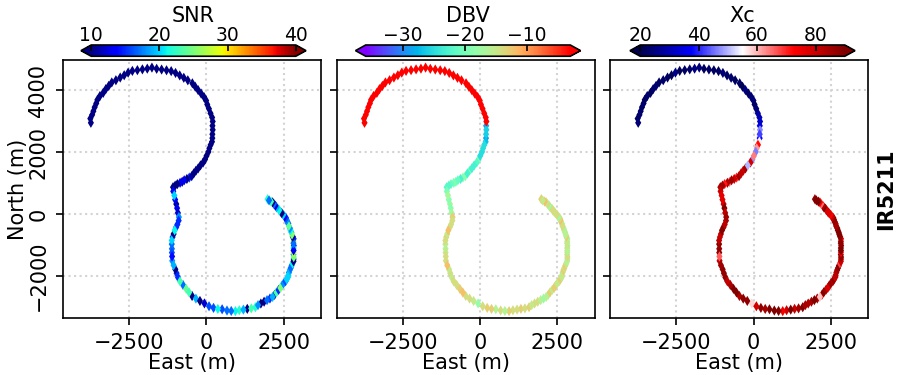 SNR DBV Xc
10 20 30 40 −30 −20 −10 20 40 60 80
North (m)
4000
2000
0
−2000
IR5211
−2500 0 2500 −2500 0 2500 −2500 0 2500
East (m) East (m) East (m)